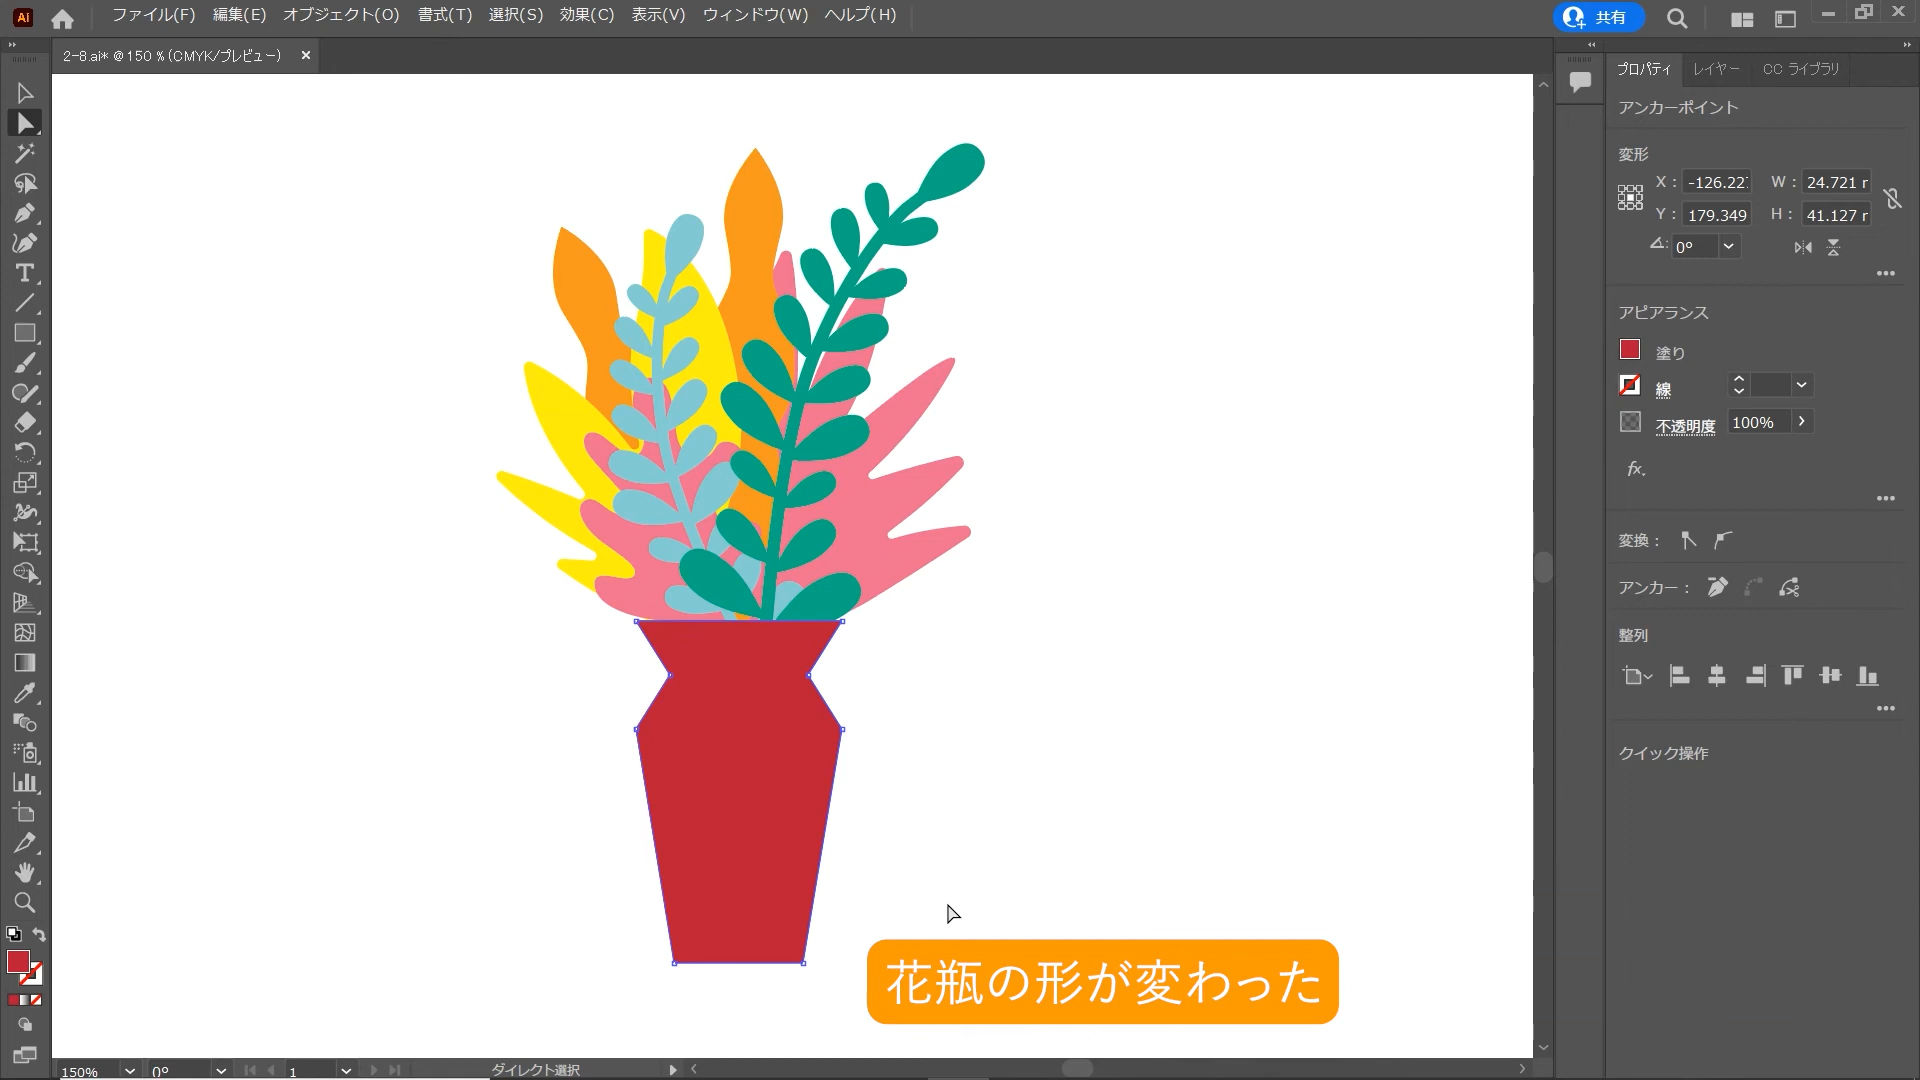 Ai
ファイル(F) 編集(E) オブジェクト(O) 書式(T) 選択(S) 効果(C) 表示(V) ウィンドウ(W) ヘルプ(H)
共有
2-8.ai* @ 150 % (CMYK/プレビュー)
プロパティ レイヤー CC ライブラリ
アンカーポイント
変形
X : -126.22 W : 24.721 r
Y : 179.349 H : 41.127 r
0°
アピアランス
塗り
線
不透明度 100%
fx.
変換 :
アンカー :
整列
クイック操作
花瓶の形が変わった
150% 0° 1 ダイレクト選択